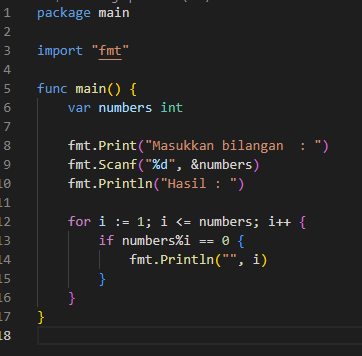 1 package main
2
3 import "fmt"
4
5 func main() {
6     var numbers int
7
8     fmt.Print("Masukkan bilangan  : ")
9     fmt.Scanf("%d", &numbers)
10     fmt.Println("Hasil : ")
11
12     for i := 1; i <= numbers; i++ {
13         if numbers%i == 0 {
14             fmt.Println("", i)
15         }
16     }
17 }
18